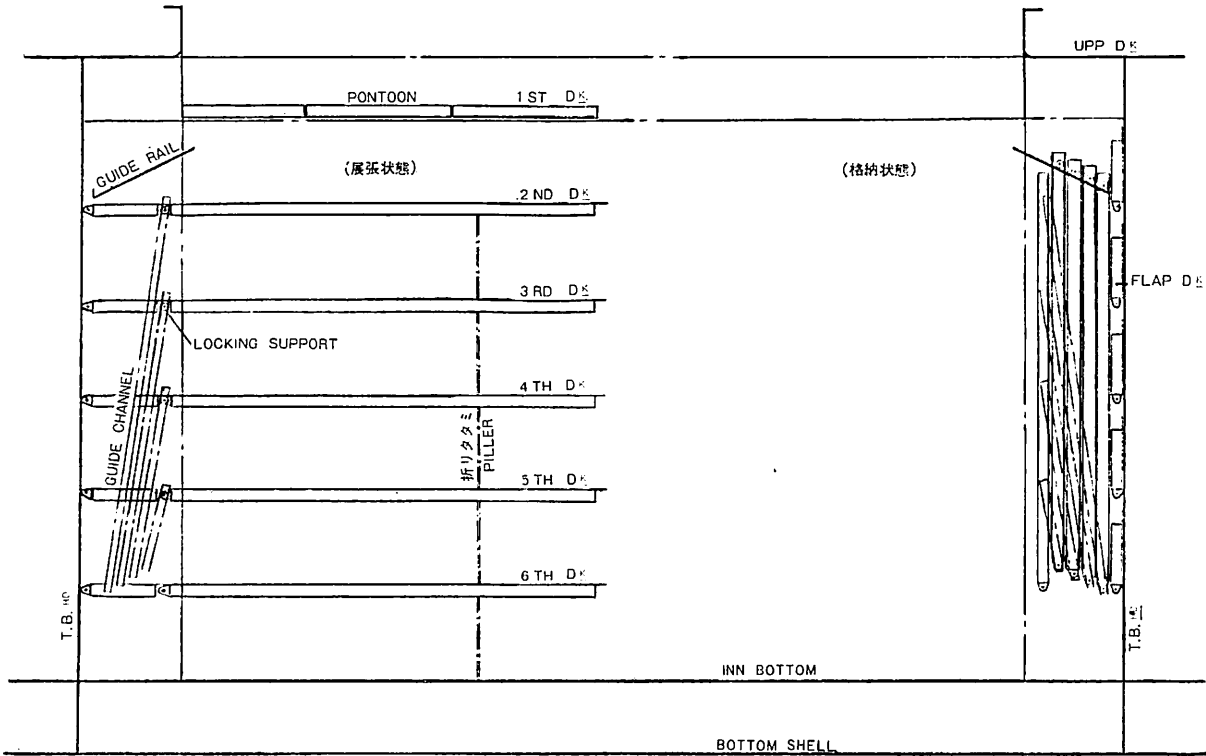 UPP DK
PONTOON 1 ST DK
GUIDE RAIL
(展張状態)
(格納状態)
2 ND DK
FLAP DK
3 RD DK
LOCKING SUPPORT
4 TH DK
GUIDE CHANNEL
折リタタミ
PILLER
5 TH DK
6 TH DK
T.B. HD
T.B. HD
INN BOTTOM
BOTTOM SHELL